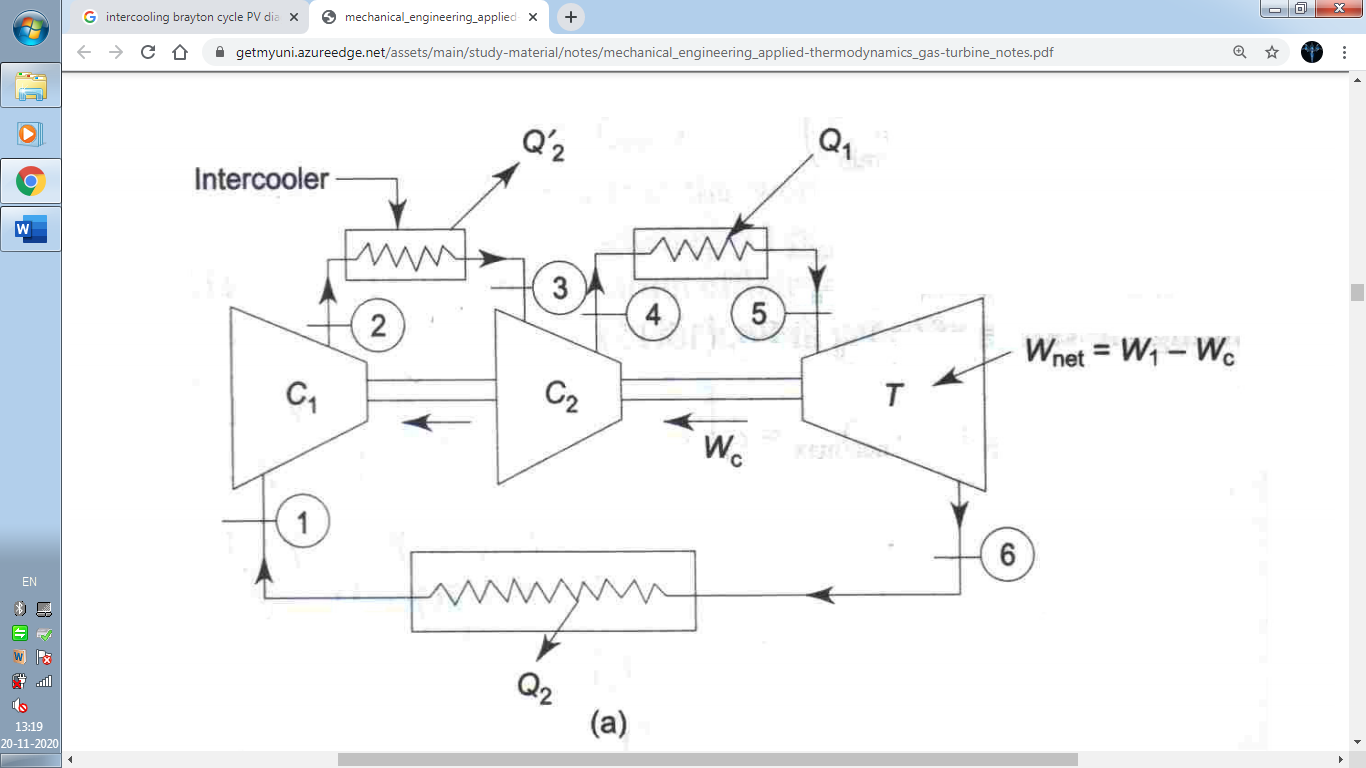 intercooling brayton cycle PV dia
mechanical_engineering_applied
getmyuni.azureedge.net/assets/main/study-material/notes/mechanical_engineering_applied-thermodynamics_gas-turbine_notes.pdf
Q′2
Q1
Intercooler
3
2
4
5
Wnet = W1 – Wc
C1
C2
T
Wc
1
6
Q2
(a)
EN
13:19
20-11-2020